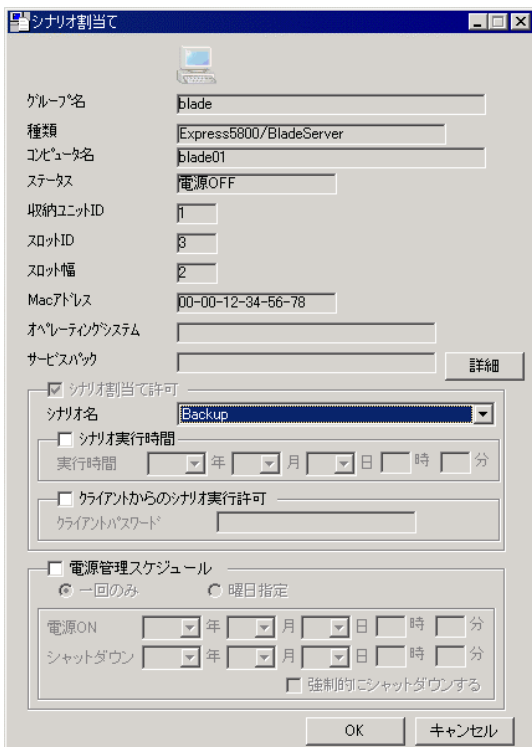 シナリオ割当て
グループ名 blade
種類 Express5800/BladeServer
コンピュータ名 blade01
ステータス 電源OFF
収納ユニットID 1
スロットID 3
スロット幅 2
Macアドレス 00-00-12-34-56-78
オペレーティングシステム
サービスパック 詳細
シナリオ割当て許可
シナリオ名 Backup
シナリオ実行時間
実行時間 年 月 日 時 分
クライアントからのシナリオ実行許可
クライアントパスワード
電源管理スケジュール
一回のみ 曜日指定
電源ON 年 月 日 時 分
シャットダウン 年 月 日 時 分
強制的にシャットダウンする
OK キャンセル